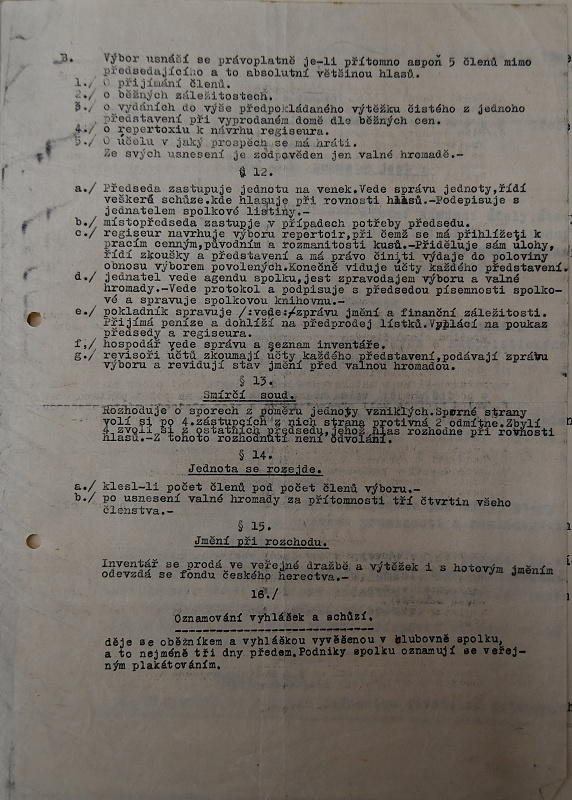 B. Výbor usnáší se právoplatně je-li přítomno aspoň 5 členů mimo
předsedajícího a to absolutní většinou hlasů.
1./ O přijímání členů.
2./ o běžných záležitostech.
3./ o vydáních do výše předpokládaného výtěžku čistého z jednoho
představení při vyprodaném domě dle běžných cen.
4./ o repertoiru k návrhu regiseura.
5./ O účelu v jaký prospěch se má hráti.
Ze svých usnesení je zodpověden jen valné hromadě.-
§ 12.
a./ Předseda zastupuje jednotu na venek.Vede správu jednoty,řídí
veškeré schůze.kde hlasuje při rovnosti hlasů.-Podepisuje s
jednatelem spolkové listiny.-
b./ místopředseda zastupuje v případech potřeby předsedu.
c./ regiseur navrhuje výboru repertoir,při čemž se má přihlížeti k
pracím cenným,původním a rozmanitosti kusů.-Přiděluje sám úlohy,
řídí zkoušky a představení a má právo činiti výdaje do poloviny
obnosu výborem povolených.Konečně viduje účty každého představení.
d./ jednatel vede agendu spolku,jest zpravodajem výboru a valné
hromady.-Vede protokol a podpisuje s předsedou písemnosti spolko-
vé a spravuje spolkovou knihovnu.-
e./ pokladník spravuje /:vede:/správu jmění a finanční záležitosti.
Přijímá peníze a dohlíží na předprodej lístků.Vyplácí na poukaz
předsedy a regiseura.
f,/ hospodář vede správu a seznam inventáře.
g./ revisoři účtů zkoumají účty každého představení,podávají zprávu
výboru a revidují stav jmění před valnou hromadou.
§ 13.
Smírčí soud.
Rozhoduje o sporech z poměru jednoty vzniklých.Sporné strany
volí si po 4.zástupcích z nich strana protivná 2 odmítne.Zbylí
4 zvolí si z ostatních předsedu,jehož hlas rozhodne při rovnosti
hlasů.-Z tohoto rozhodnutí není odvolání.
§ 14.
Jednota se rozejde.
a./ klesl-li počet členů pod počet členů výboru.-
b./ po usnesení valné hromady za přítomnosti tří čtvrtin všeho
členstva.-
§ 15.
Jmění při rozchodu.
Inventář se prodá ve veřejné dražbě a výtěžek i s hotovým jměním
odevzdá se fondu českého herectva.-
16./
Oznamování vyhlášek a schůzí.
děje se oběžníkem a vyhláškou vyvěšenou v klubovně spolku,
a to nejméně tři dny předem.Podniky spolku oznamují se veřej-
ným plakátováním.